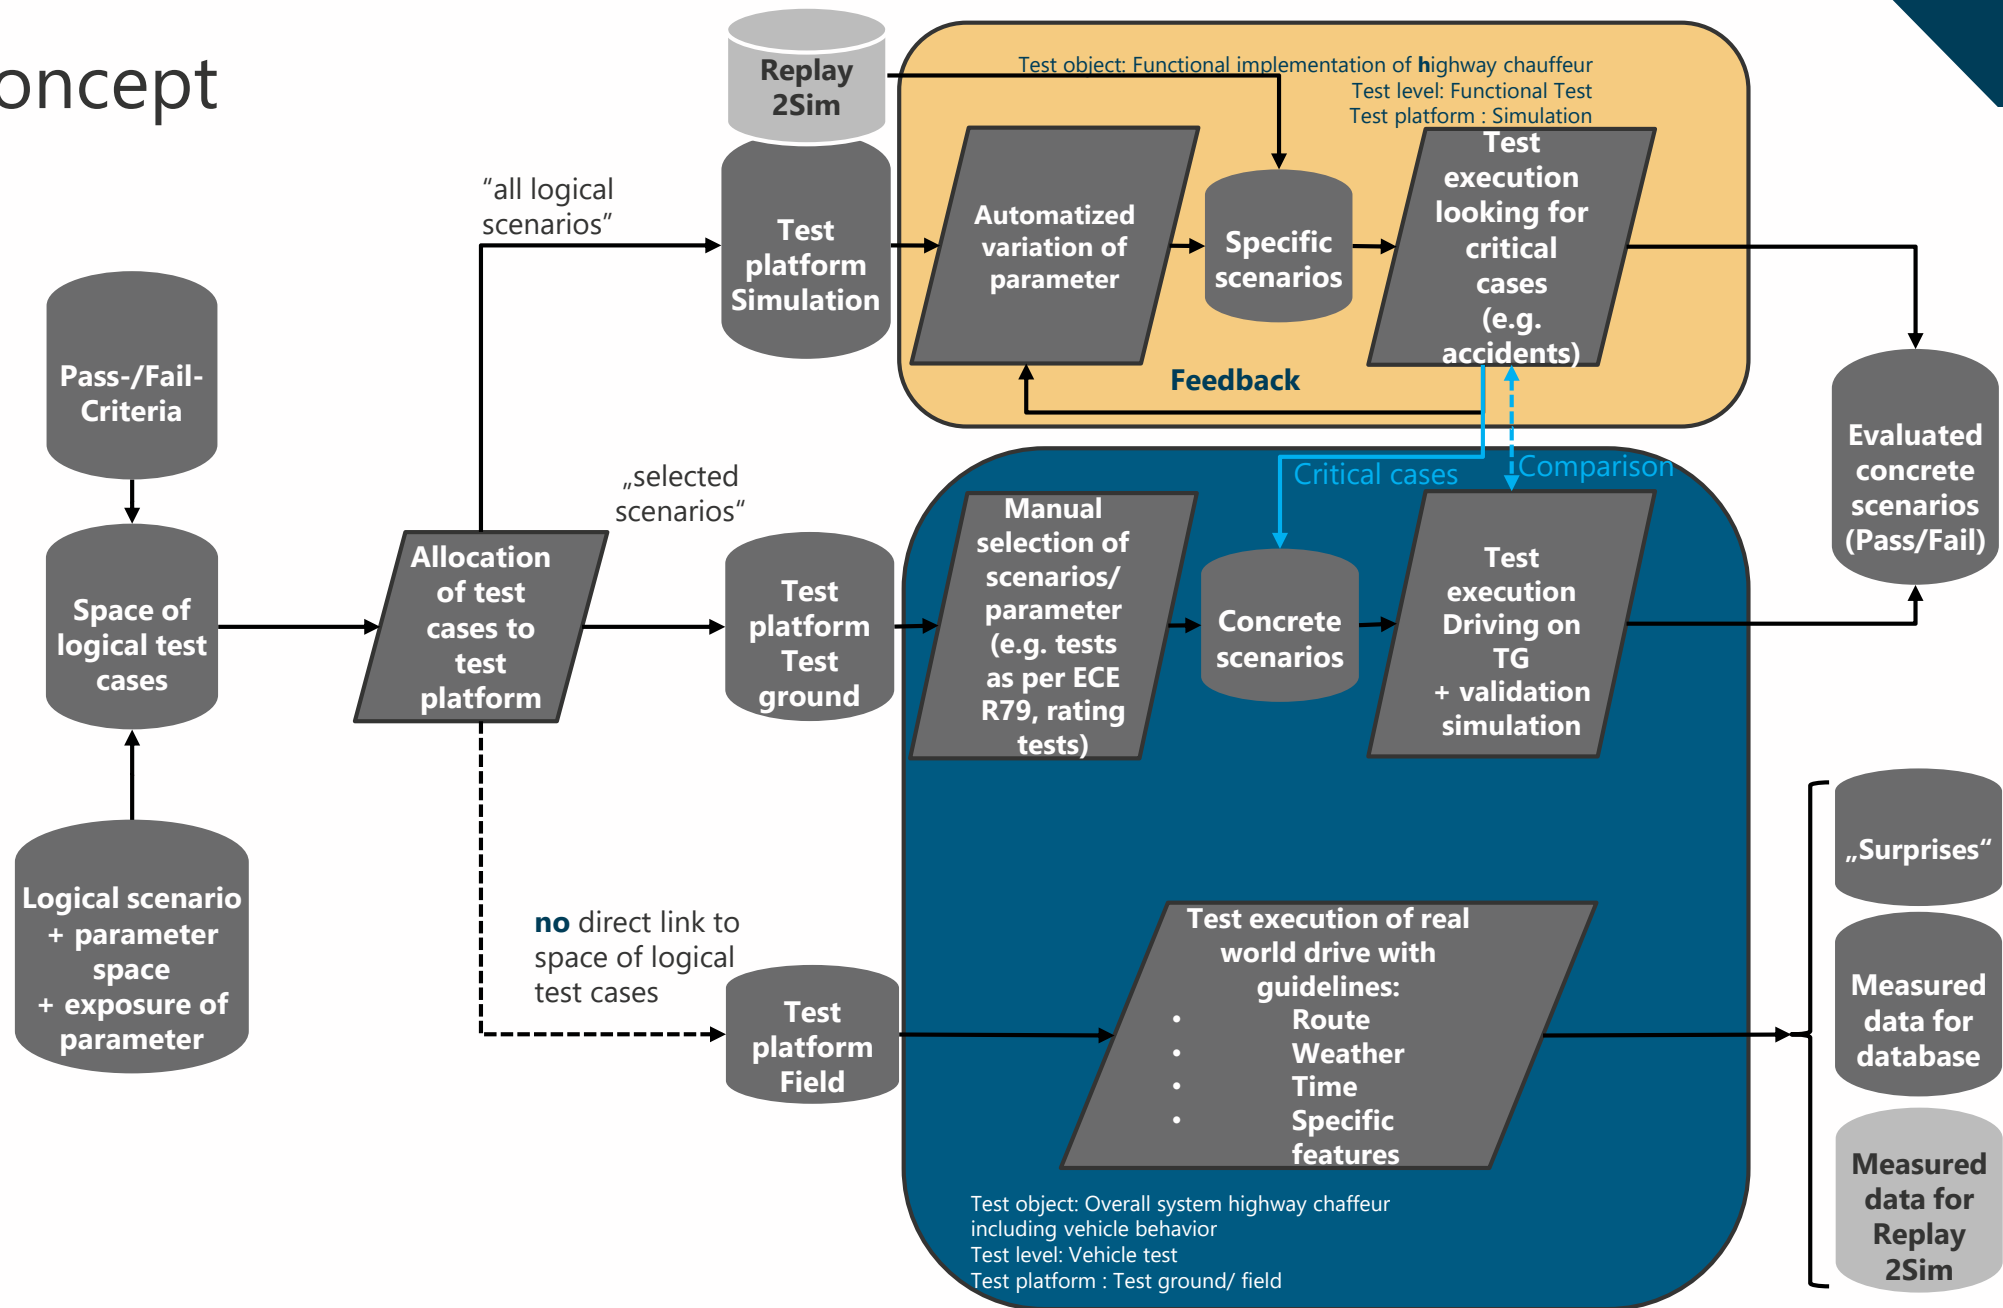 oncept
Replay
2Sim
Test object: Functional implementation of highway chauffeur
Test level: Functional Test
Test platform : Simulation
“all logical
scenarios”
Test
platform
Simulation
Automatized
variation of
parameter
Specific
scenarios
Test
execution
looking for
critical
cases
(e.g.
accidents)
Feedback
Pass-/Fail-
Criteria
Space of
logical test
cases
Logical scenario
+ parameter
space
+ exposure of
parameter
Allocation
of test
cases to
test
platform
„selected
scenarios“
Test
platform
Test
ground
Critical cases
Comparison
Manual
selection of
scenarios/
parameter
(e.g. tests
as per ECE
R79, rating
tests)
Concrete
scenarios
Test
execution
Driving on
TG
+ validation
simulation
Evaluated
concrete
scenarios
(Pass/Fail)
no direct link to
space of logical
test cases
Test
platform
Field
Test execution of real
world drive with
guidelines:
• Route
• Weather
• Time
• Specific
features
„Surprises“
Measured
data for
database
Measured
data for
Replay
2Sim
Test object: Overall system highway chaffeur
including vehicle behavior
Test level: Vehicle test
Test platform : Test ground/ field